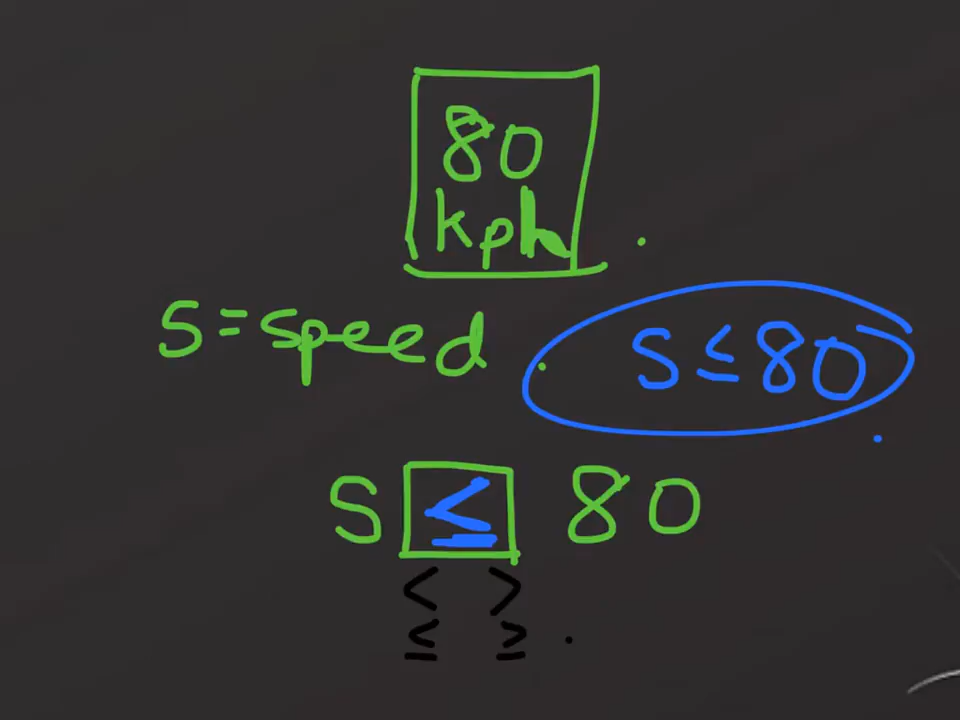 80
kph
S = speed
S ≤ 80
S ≤ 80
< >
≤ ≥